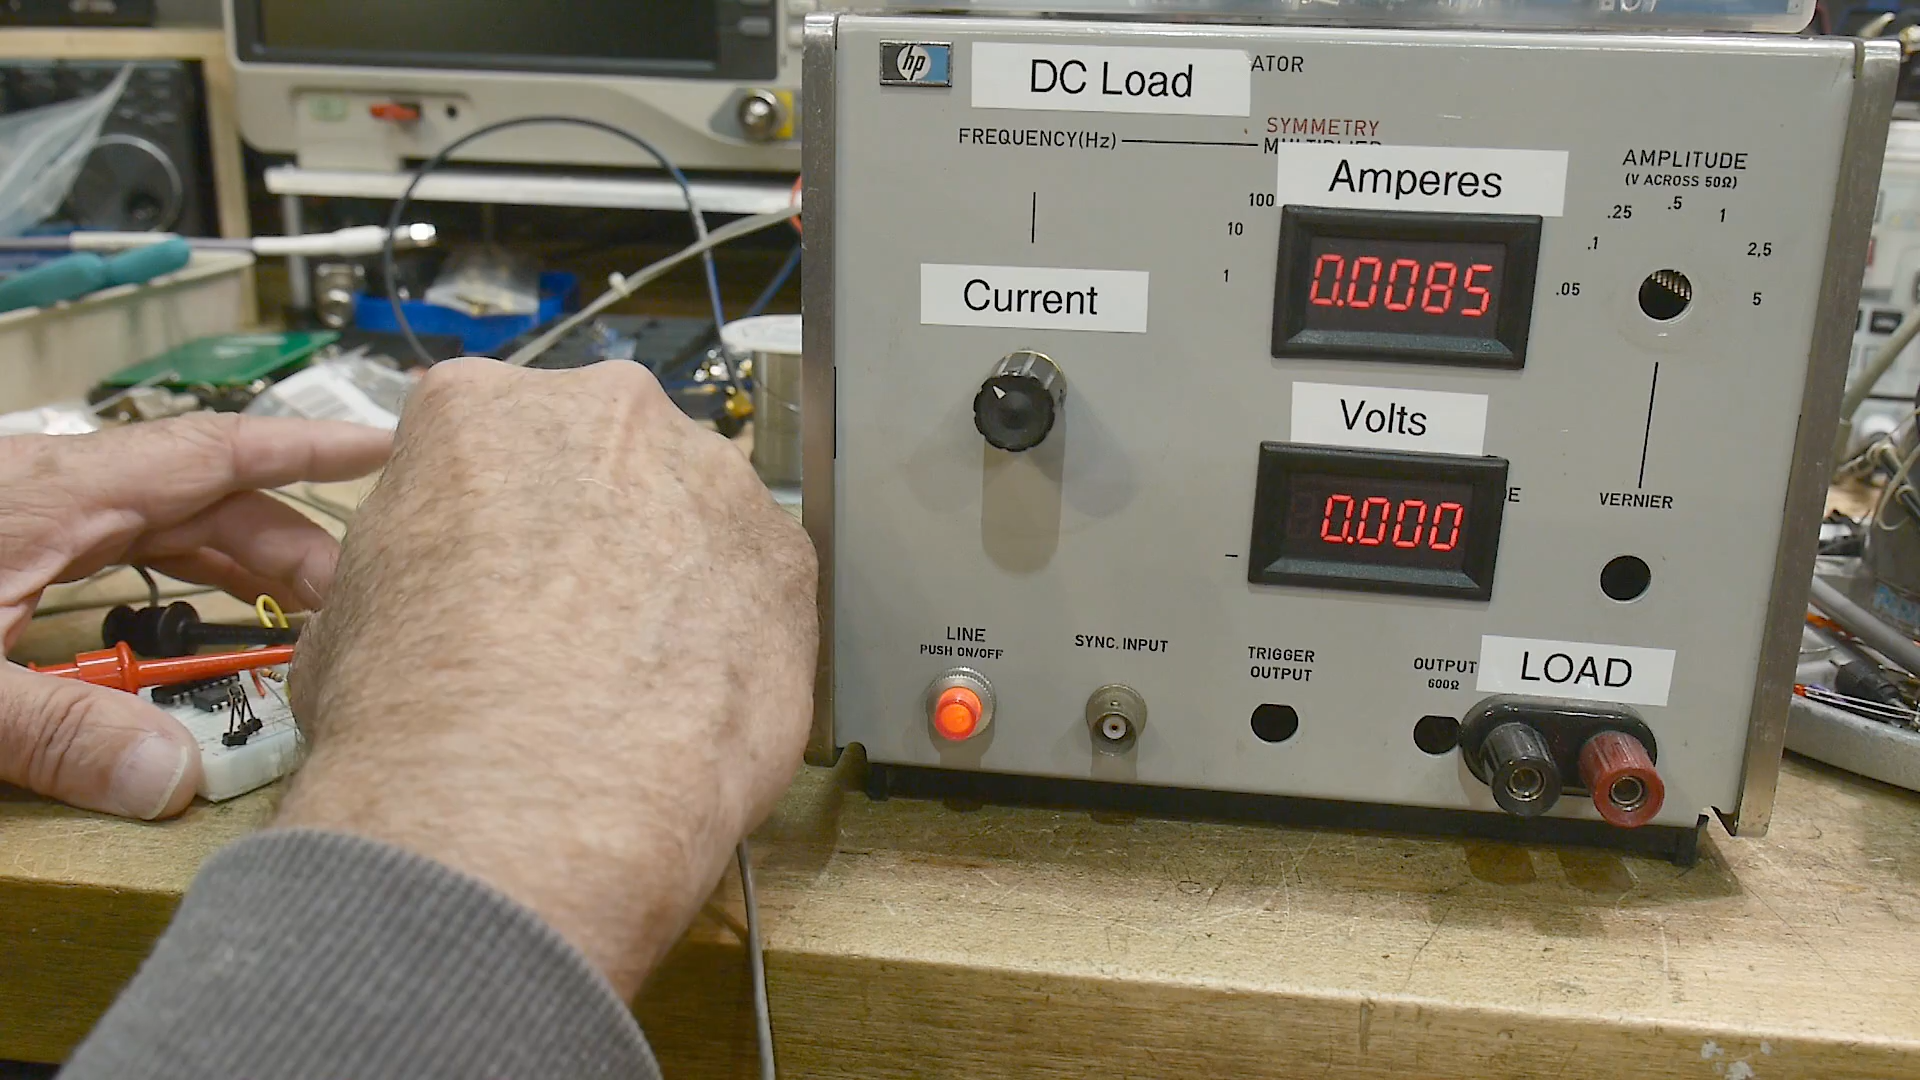 hp
DC Load
ATOR
FREQUENCY(Hz)
SYMMETRY
MULTIPLIER
Amperes
100
10
1
0.0085
AMPLITUDE
(V ACROSS 50Ω)
.05
.1
.25
.5
1
2,5
5
Current
Volts
0.000
E
VERNIER
LINE
PUSH ON/OFF
SYNC. INPUT
TRIGGER
OUTPUT
OUTPUT
600Ω
LOAD